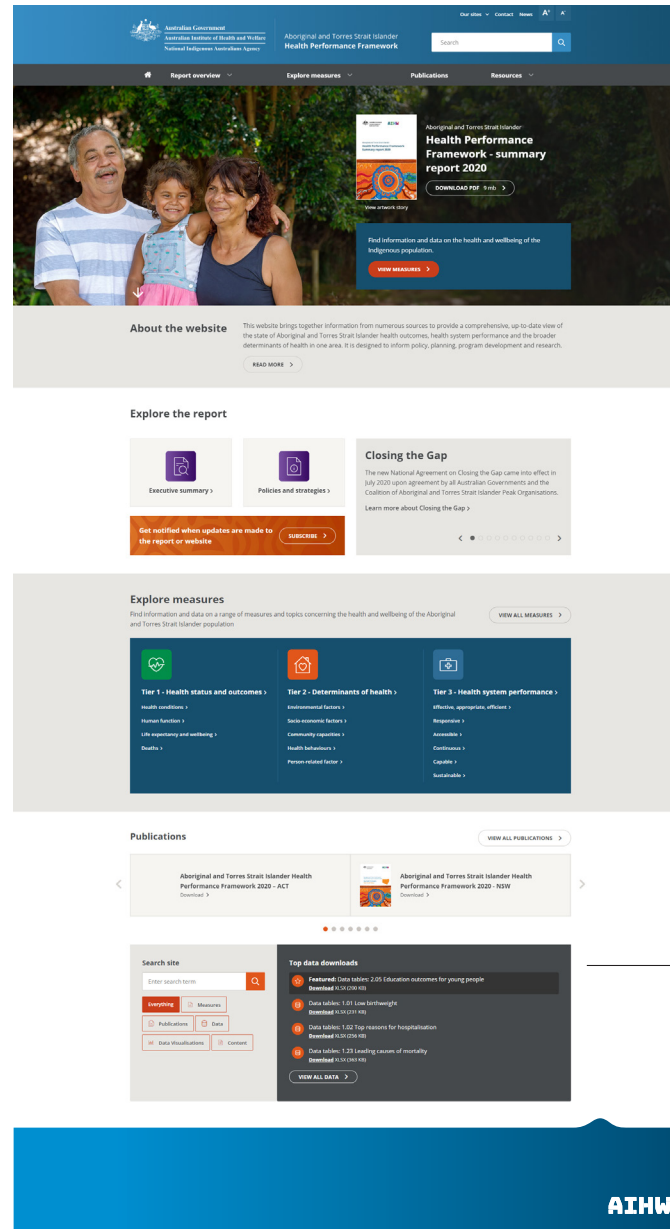 Our sites Contact News A+ A-
Australian Government
Australian Institute of Health and Welfare
National Indigenous Australians Agency
Aboriginal and Torres Strait Islander
Health Performance Framework
Search
Report overview Explore measures Publications Resources
Aboriginal and Torres Strait Islander
Health Performance
Framework - summary
report 2020
DOWNLOAD PDF 9 mb >
View artwork story
Find information and data on the health and wellbeing of the
Indigenous population.
VIEW MEASURES >
About the website
This website brings together information from numerous sources to provide a comprehensive, up-to-date view of
the state of Aboriginal and Torres Strait Islander health outcomes, health system performance and the broader
determinants of health in one area. It is designed to inform policy, planning, program development and research.
READ MORE >
Explore the report
Executive summary >
Policies and strategies >
Get notified when updates are made to
the report or website
SUBSCRIBE >
Closing the Gap
The new National Agreement on Closing the Gap came into effect in
July 2020 upon agreement by all Australian Governments and the
Coalition of Aboriginal and Torres Strait Islander Peak Organisations.
Learn more about Closing the Gap >
Explore measures
Find information and data on a range of measures and topics concerning the health and wellbeing of the Aboriginal
and Torres Strait Islander population
VIEW ALL MEASURES >
Tier 1 - Health status and outcomes >
Health conditions >
Human function >
Life expectancy and wellbeing >
Deaths >
Tier 2 - Determinants of health >
Environmental factors >
Socio-economic factors >
Community capacities >
Health behaviours >
Person-related factor >
Tier 3 - Health system performance >
Effective, appropriate, efficient >
Responsive >
Accessible >
Continuous >
Capable >
Sustainable >
Publications
VIEW ALL PUBLICATIONS >
Aboriginal and Torres Strait Islander Health
Performance Framework 2020 – ACT
Download >
Aboriginal and Torres Strait Islander Health
Performance Framework 2020 - NSW
Download >
Search site
Enter search term
Everything Measures
Publications Data
Data Visualisations Content
Top data downloads
Featured: Data tables: 2.05 Education outcomes for young people
Download XLSX (200 KB)
Data tables: 1.01 Low birthweight
Download XLSX (231 KB)
Data tables: 1.02 Top reasons for hospitalisation
Download XLSX (256 KB)
Data tables: 1.23 Leading causes of mortality
Download XLSX (363 KB)
VIEW ALL DATA >
AIHW